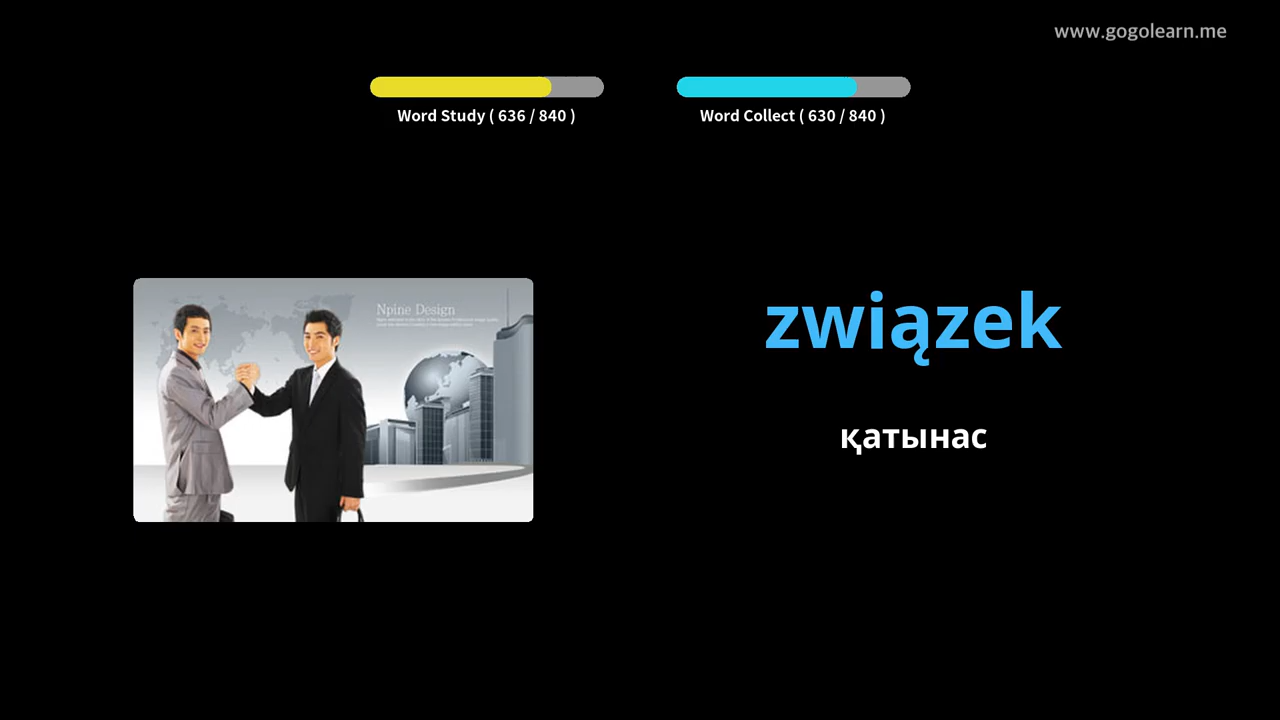 www.gogolearn.me
Word Study ( 636 / 840 )
Word Collect ( 630 / 840 )
Npine Design
związek
қатынас